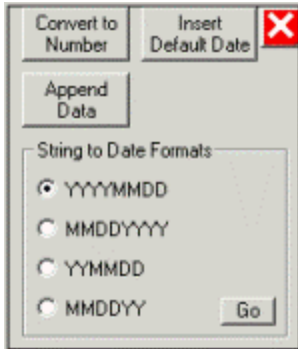 Convert to
Number
Insert
Default Date
Append
Data
String to Date Formats
YYYYMMDD
MMDDYYYY
YYMMDD
MMDDYY
Go